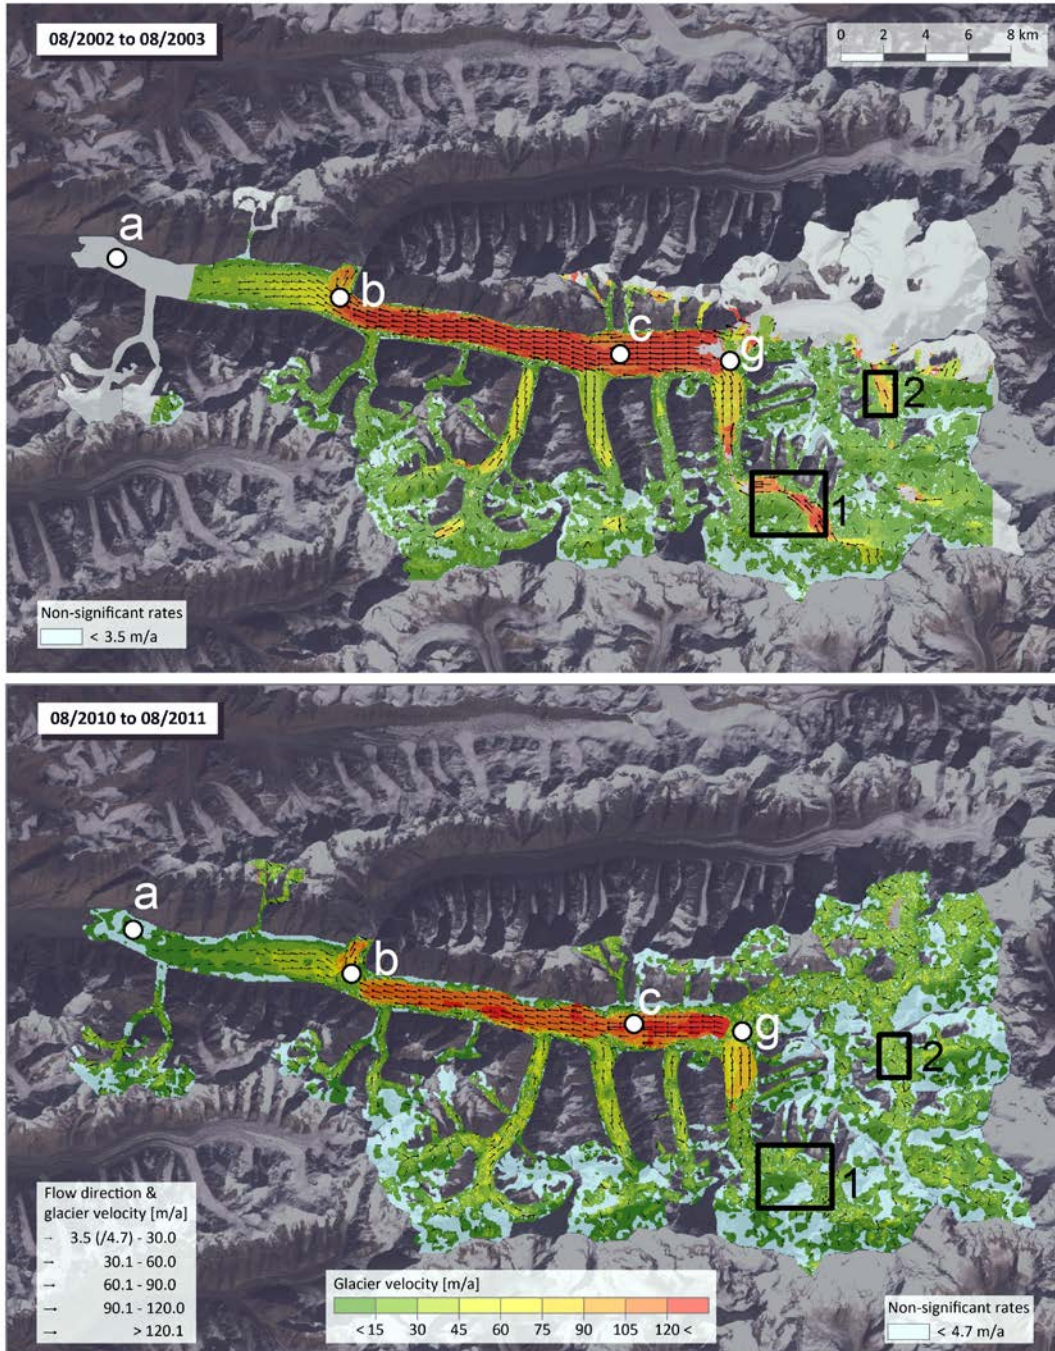 08/2002 to 08/2003
0 2 4 6 8 km
a
b
c
g
2
1
Non-significant rates
< 3.5 m/a
08/2010 to 08/2011
a
b
c
g
2
1
Flow direction &
glacier velocity [m/a]
3.5 (/4.7) - 30.0
30.1 - 60.0
60.1 - 90.0
90.1 - 120.0
> 120.1
Glacier velocity [m/a]
< 15 30 45 60 75 90 105 120 <
Non-significant rates
< 4.7 m/a